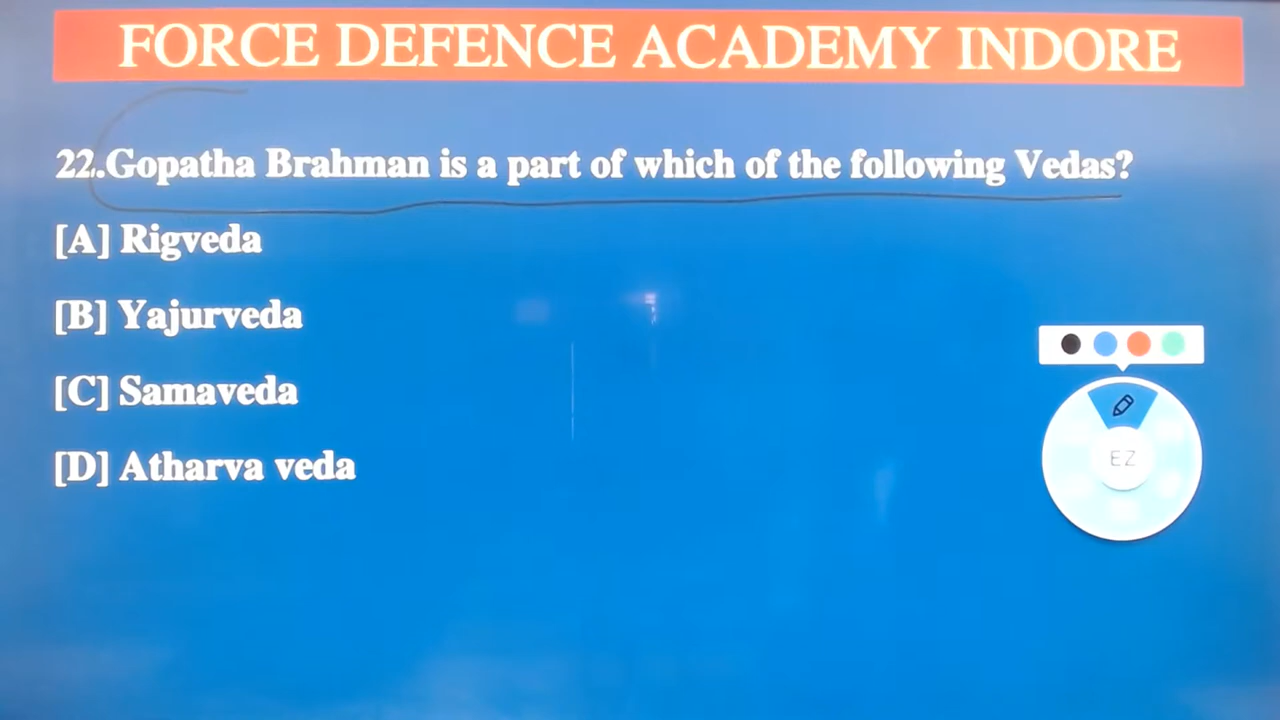 FORCE DEFENCE ACADEMY INDORE
22.Gopatha Brahman is a part of which of the following Vedas?
[A] Rigveda
[B] Yajurveda
[C] Samaveda
[D] Atharva veda
EZ